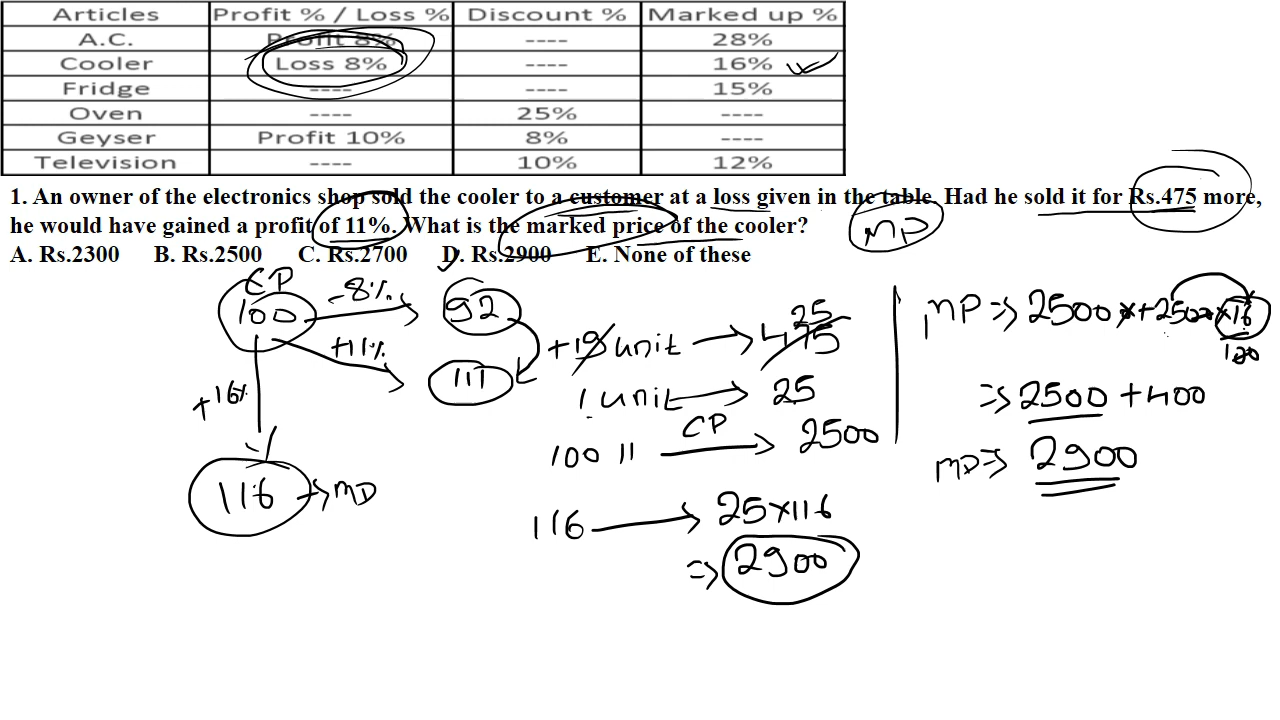 Articles Profit % / Loss % Discount % Marked up %
A.C. Profit 8% ---- 28%
Cooler Loss 8% ---- 16%
Fridge ---- ---- 15%
Oven ---- 25% ----
Geyser Profit 10% 8% ----
Television ---- 10% 12%
1. An owner of the electronics shop sold the cooler to a customer at a loss given in the table. Had he sold it for Rs.475 more,
he would have gained a profit of 11%. What is the marked price of the cooler?
MP
A. Rs.2300 B. Rs.2500 C. Rs.2700 D. Rs.2900 E. None of these
CP
100 -8% 92
+11% 111
+16%
116 → MP
+19 unit → 475 25
1 unit → 25
100 11 CP → 2500
116 → 25×116
⇒ 2900
MP ⇒ 2500 + 2500 × 16
100
⇒ 2500 + 400
MP ⇒ 2900